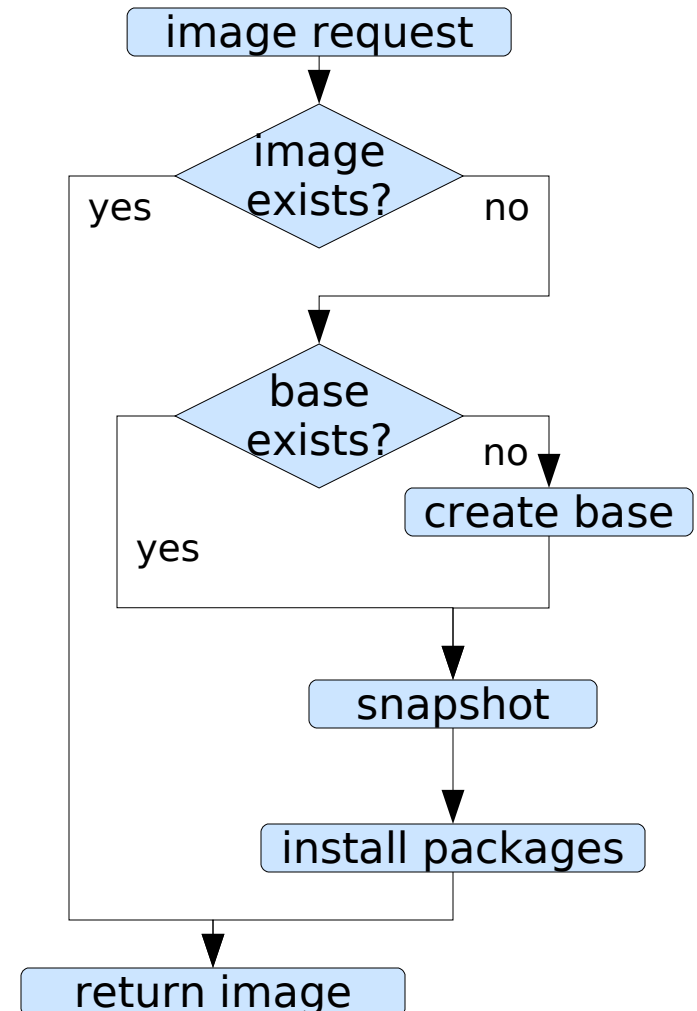 image request
image
exists?
yes
no
base
exists?
no
create base
yes
snapshot
install packages
return image